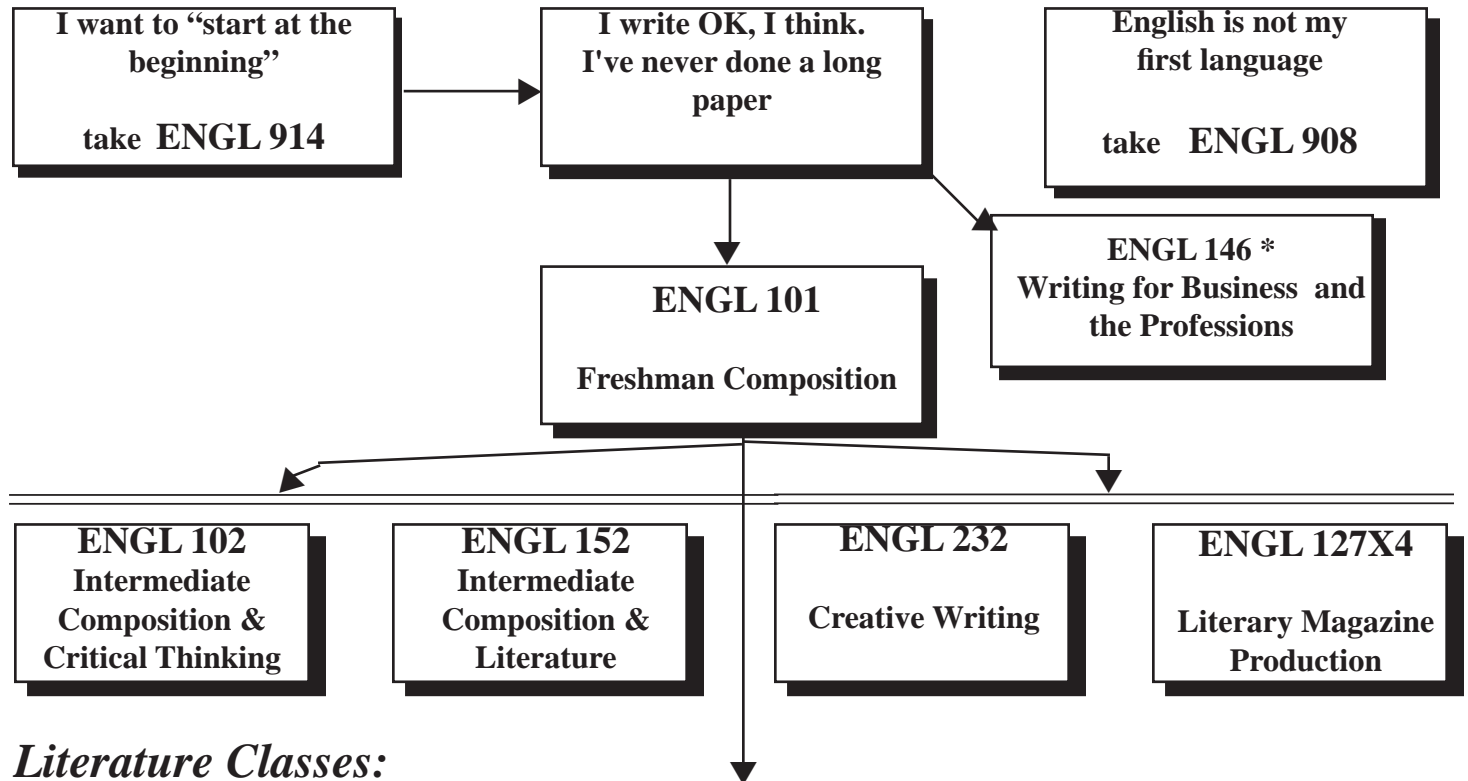 I want to “start at the
beginning”
take ENGL 914
I write OK, I think.
I've never done a long
paper
English is not my
first language
take ENGL 908
ENGL 146 *
Writing for Business and
the Professions
ENGL 101
Freshman Composition
ENGL 102
Intermediate
Composition &
Critical Thinking
ENGL 152
Intermediate
Composition &
Literature
ENGL 232
Creative Writing
ENGL 127X4
Literary Magazine
Production
Literature Classes: